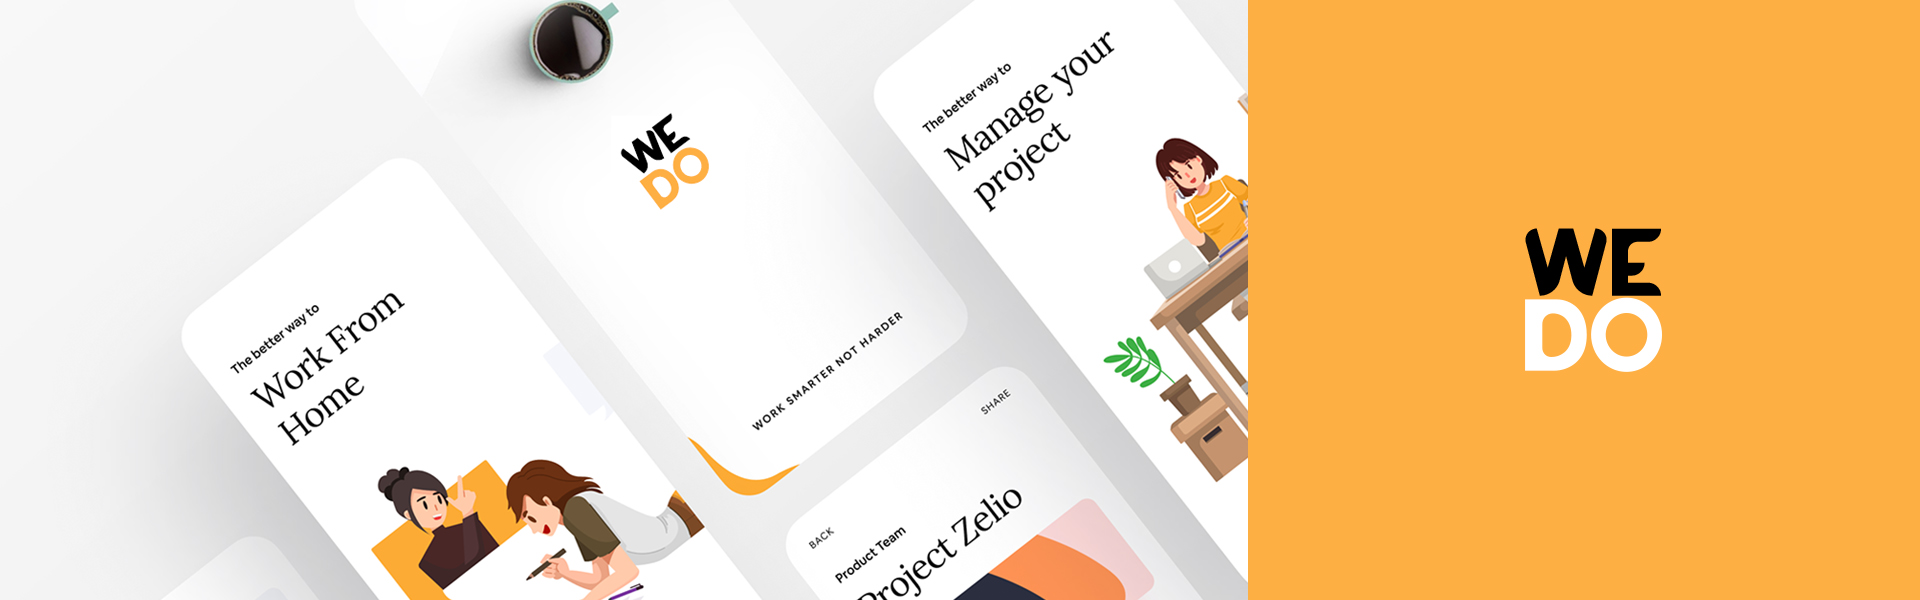 The better way to
Work From
Home
WE
DO
WORK SMARTER NOT HARDER
The better way to
Manage your
project
BACK
SHARE
Product Team
Project Zelio
WE
DO